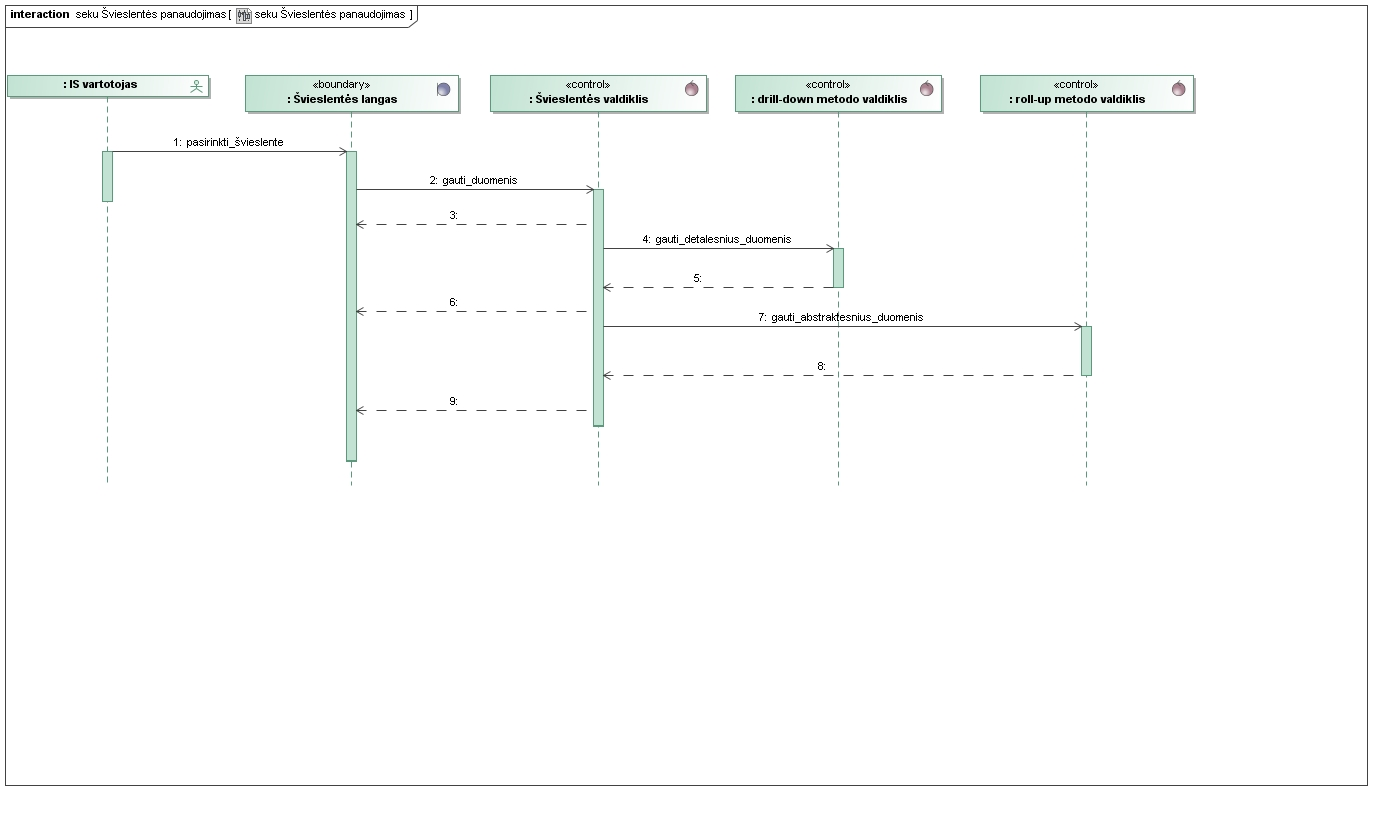 interaction seku Švieslentės panaudojimas [ seku Švieslentės panaudojimas ]
: IS vartotojas
«boundary»
: Švieslentės langas
«control»
: Švieslentės valdiklis
«control»
: drill-down metodo valdiklis
«control»
: roll-up metodo valdiklis
1: pasirinkti_švieslente
2: gauti_duomenis
3:
4: gauti_detalesnius_duomenis
5:
6:
7: gauti_abstraktesnius_duomenis
8:
9: